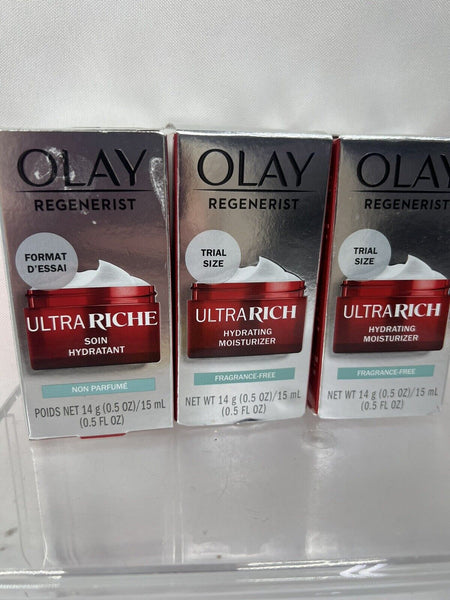 OLAY
REGENERIST
FORMAT
D'ESSAI
ULTRA RICHE
SOIN
HYDRATANT
NON PARFUMÉ
POIDS NET 14 g (0.5 OZ)/15 mL
(0.5 FL OZ)
OLAY
REGENERIST
TRIAL
SIZE
ULTRA RICH
HYDRATING
MOISTURIZER
FRAGRANCE-FREE
NET WT 14 g (0.5 OZ)/15 mL
(0.5 FL OZ)
OLAY
REGENERIST
TRIAL
SIZE
ULTRA RICH
HYDRATING
MOISTURIZER
FRAGRANCE-FREE
NET WT 14 g (0.5 OZ)/15 mL
(0.5 FL OZ)